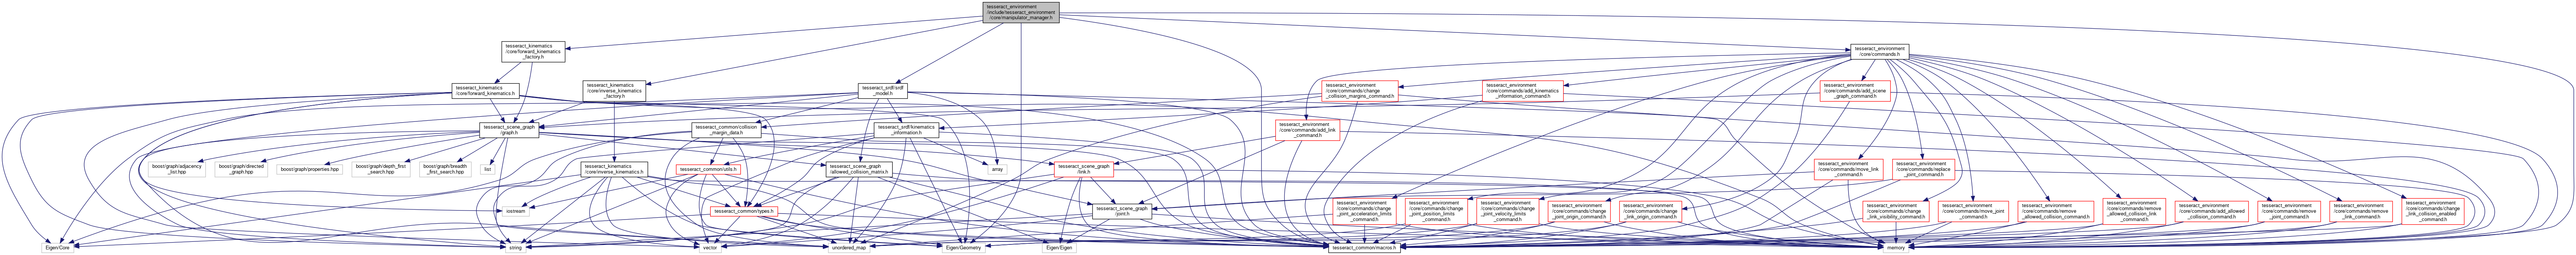 tesseract_environment
/include/tesseract_environment
/core/manipulator_manager.h
tesseract_kinematics
/core/forward_kinematics
_factory.h
tesseract_environment
/core/commands.h
tesseract_kinematics
/core/forward_kinematics.h
tesseract_kinematics
/core/inverse_kinematics
_factory.h
tesseract_srdf/srdf
_model.h
tesseract_environment
/core/commands/change
_collision_margins_command.h
tesseract_environment
/core/commands/add_kinematics
_information_command.h
tesseract_environment
/core/commands/add_scene
_graph_command.h
tesseract_scene_graph
/graph.h
tesseract_common/collision
_margin_data.h
tesseract_srdf/kinematics
_information.h
tesseract_environment
/core/commands/add_link
_command.h
boost/graph/adjacency
_list.hpp
boost/graph/directed
_graph.hpp
boost/graph/properties.hpp
boost/graph/depth_first
_search.hpp
boost/graph/breadth
_first_search.hpp
list
tesseract_kinematics
/core/inverse_kinematics.h
tesseract_common/utils.h
tesseract_scene_graph
/allowed_collision_matrix.h
array
tesseract_scene_graph
/link.h
tesseract_environment
/core/commands/move_link
_command.h
tesseract_environment
/core/commands/replace
_joint_command.h
iostream
tesseract_common/types.h
tesseract_scene_graph
/joint.h
tesseract_environment
/core/commands/change
_joint_acceleration_limits
_command.h
tesseract_environment
/core/commands/change
_joint_position_limits
_command.h
tesseract_environment
/core/commands/change
_joint_velocity_limits
_command.h
tesseract_environment
/core/commands/change
_joint_origin_command.h
tesseract_environment
/core/commands/change
_link_origin_command.h
tesseract_environment
/core/commands/change
_link_visibility_command.h
tesseract_environment
/core/commands/move_joint
_command.h
tesseract_environment
/core/commands/remove
_allowed_collision_command.h
tesseract_environment
/core/commands/remove
_allowed_collision_link
_command.h
tesseract_environment
/core/commands/add_allowed
_collision_command.h
tesseract_environment
/core/commands/remove
_joint_command.h
tesseract_environment
/core/commands/remove
_link_command.h
tesseract_environment
/core/commands/change
_link_collision_enabled
_command.h
Eigen/Core
string
vector
unordered_map
Eigen/Geometry
Eigen/Eigen
tesseract_common/macros.h
memory